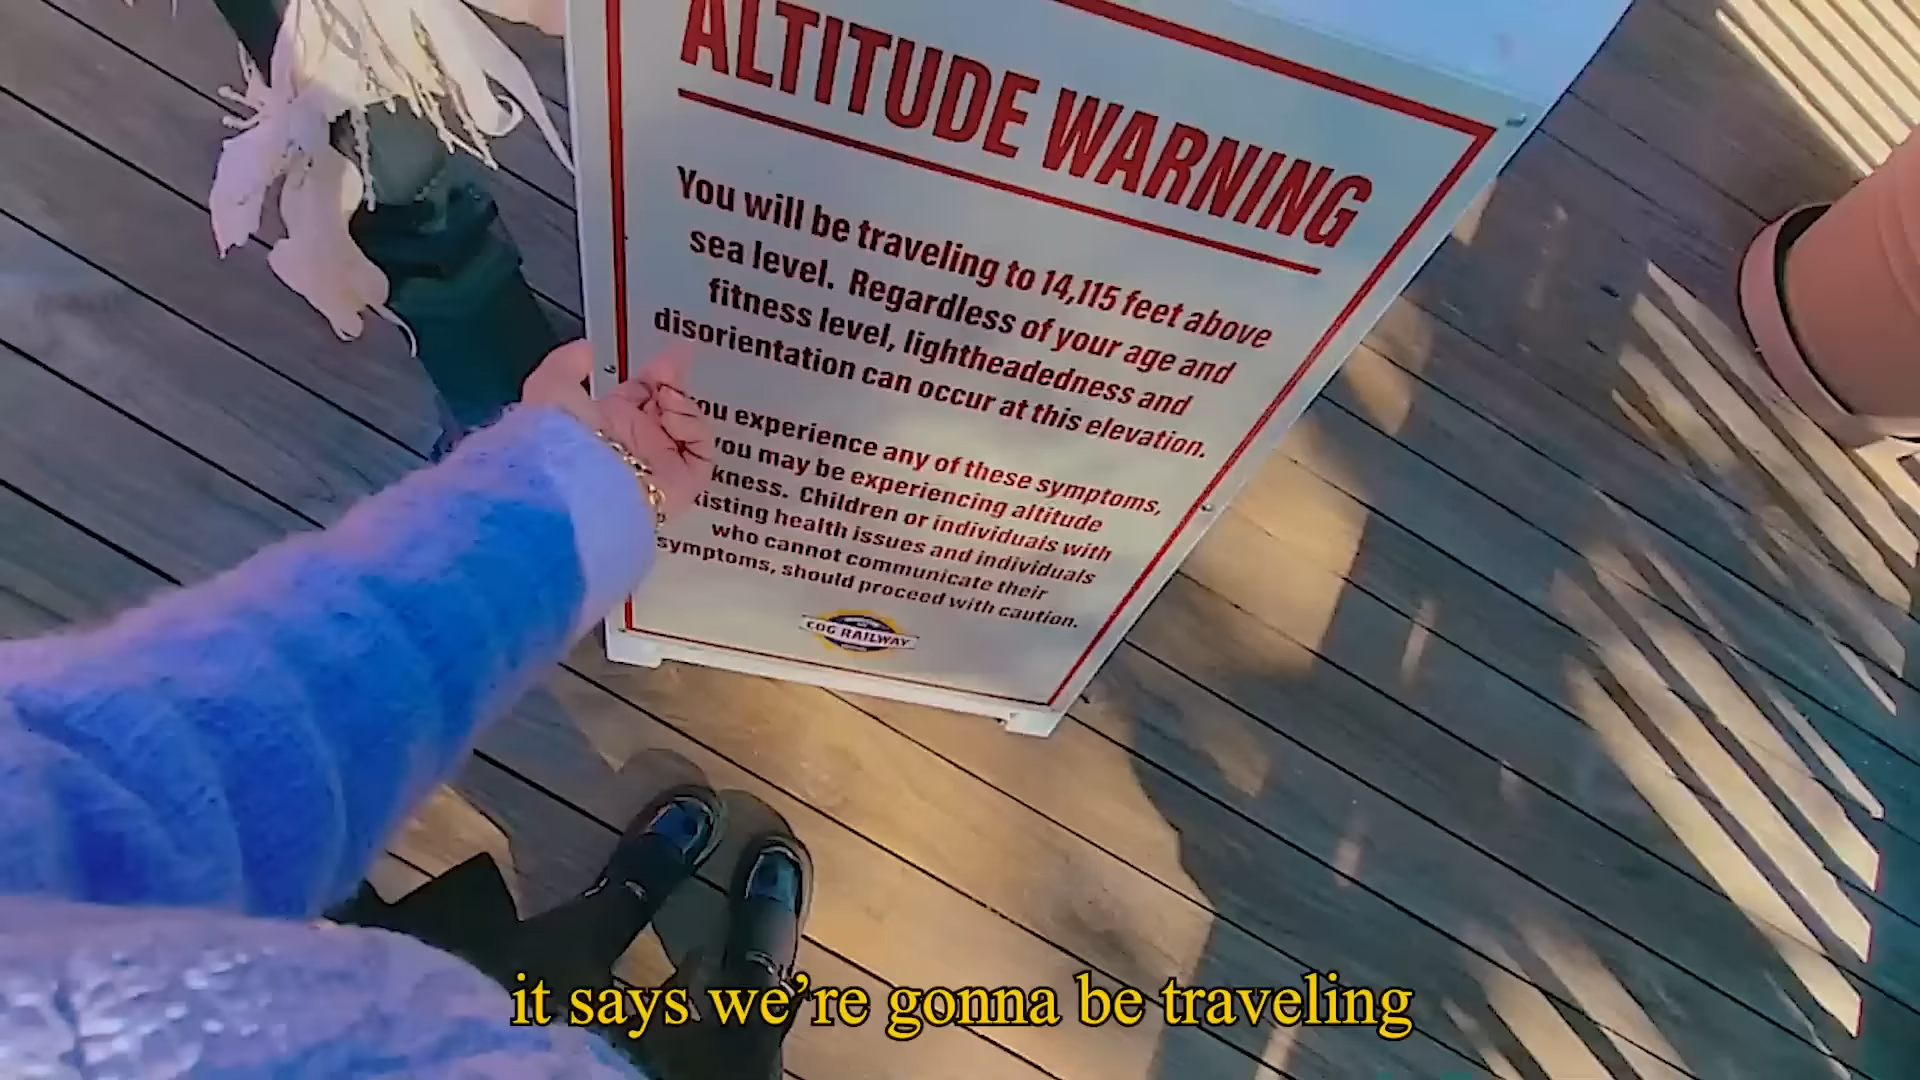 ALTITUDE WARNING
You will be traveling to 14,115 feet above
sea level. Regardless of your age and
fitness level, lightheadedness and
disorientation can occur at this elevation.
you experience any of these symptoms,
you may be experiencing altitude
kness. Children or individuals with
xisting health issues and individuals
who cannot communicate their
symptoms, should proceed with caution.
COG RAILWAY
it says we're gonna be traveling